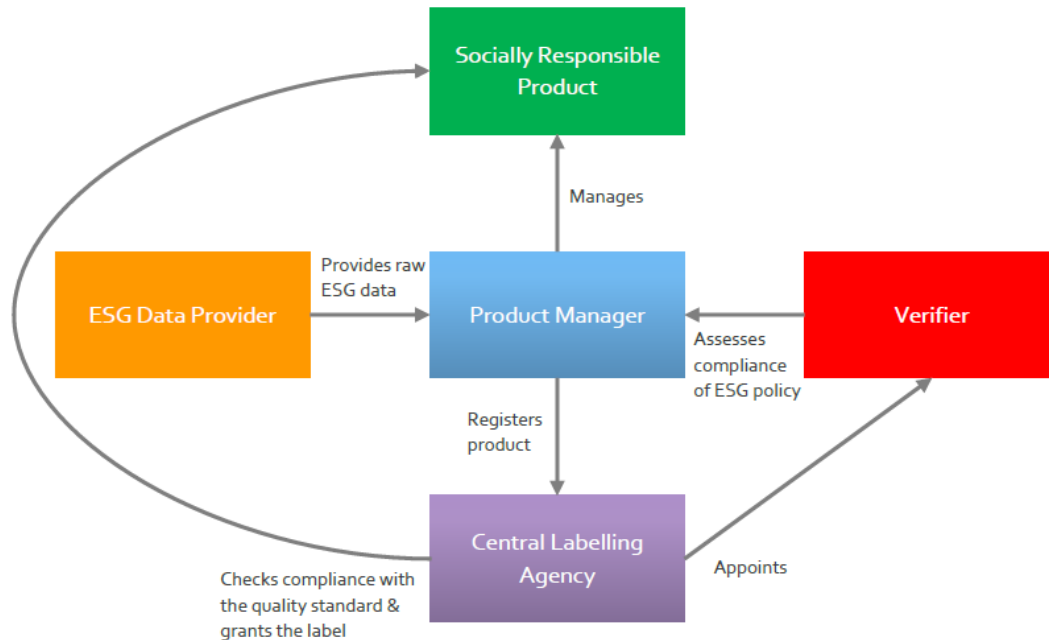 Socially Responsible
Product
Manages
Provides raw
ESG data
ESG Data Provider
Product Manager
Verifier
Assesses
compliance
of ESG policy
Registers
product
Central Labelling
Agency
Appoints
Checks compliance with
the quality standard &
grants the label